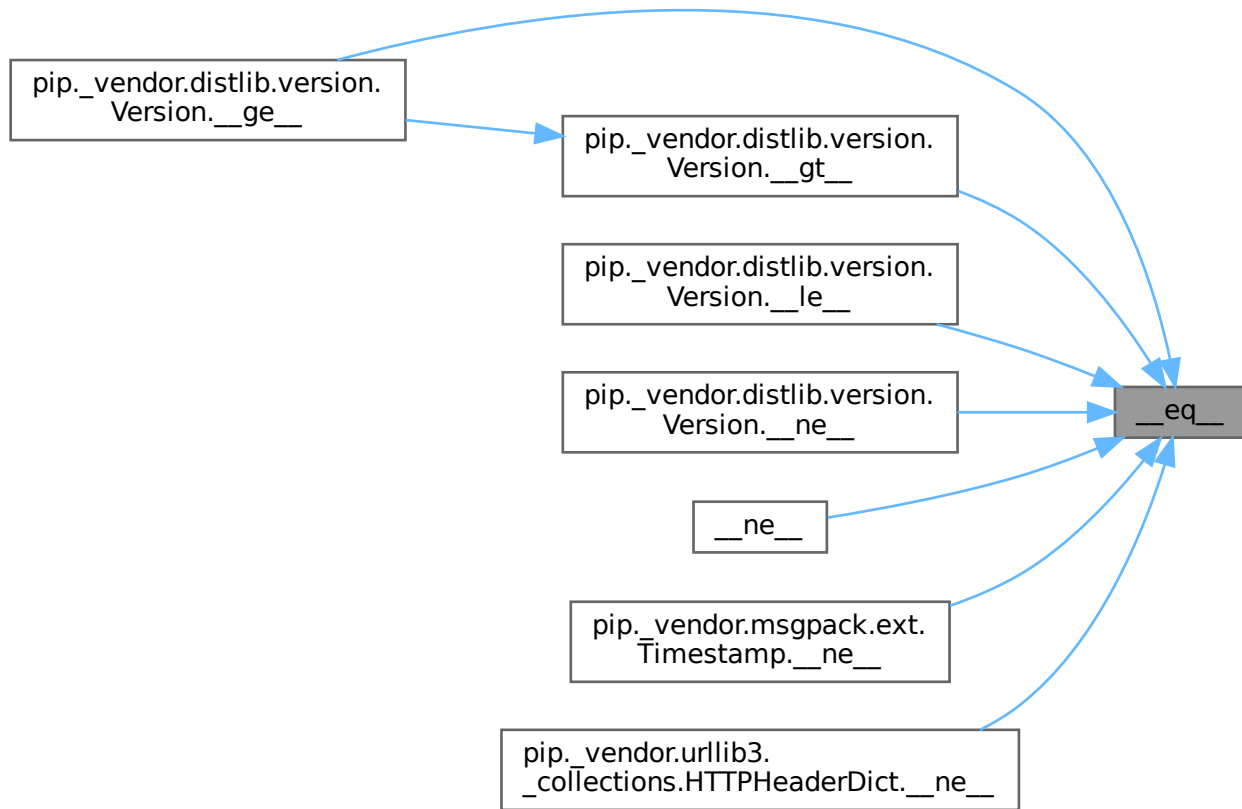 pip._vendor.distlib.version.
Version.__ge__
pip._vendor.distlib.version.
Version.__gt__
pip._vendor.distlib.version.
Version.__le__
pip._vendor.distlib.version.
Version.__ne__
__eq__
__ne__
pip._vendor.msgpack.ext.
Timestamp.__ne__
pip._vendor.urllib3.
_collections.HTTPHeaderDict.__ne__